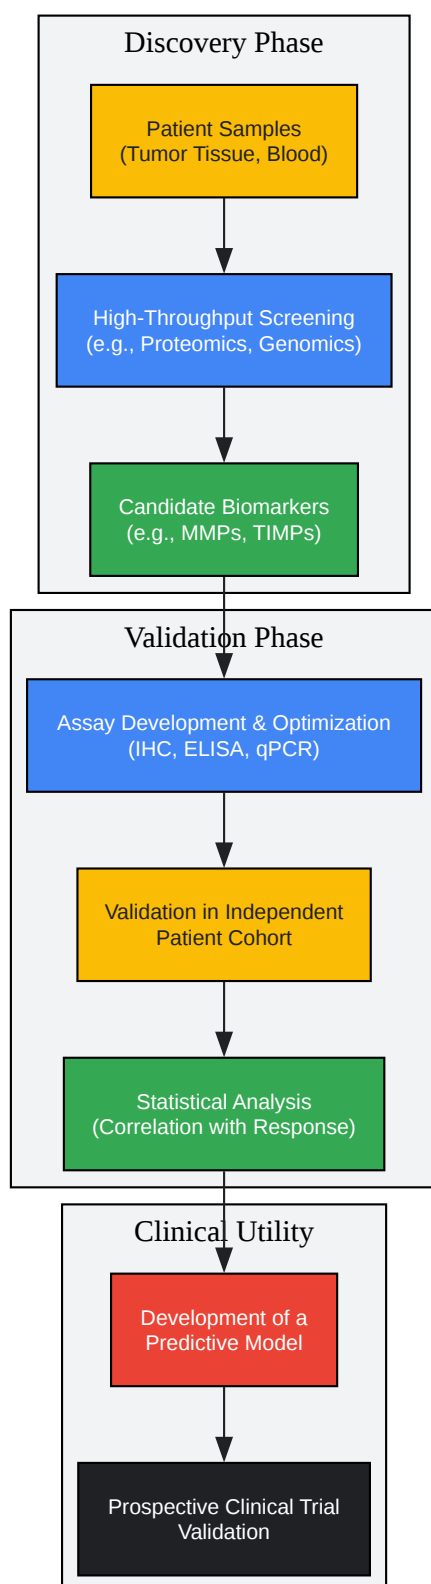 Discovery Phase
Patient Samples
(Tumor Tissue, Blood)
High-Throughput Screening
(e.g., Proteomics, Genomics)
Candidate Biomarkers
(e.g., MMPs, TIMPs)
Validation Phase
Assay Development & Optimization
(IHC, ELISA, qPCR)
Validation in Independent
Patient Cohort
Statistical Analysis
(Correlation with Response)
Clinical Utility
Development of a
Predictive Model
Prospective Clinical Trial
Validation